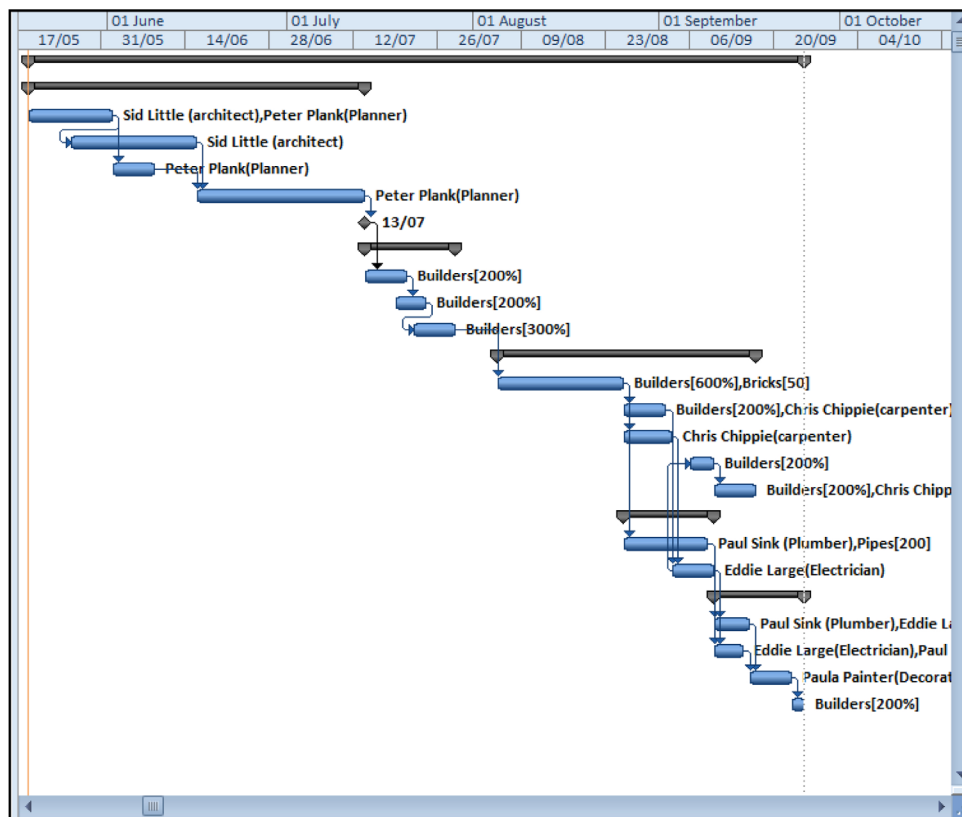 01 June 01 July 01 August 01 September 01 October
17/05 31/05 14/06 28/06 12/07 26/07 09/08 23/08 06/09 20/09 04/10
Sid Little (architect),Peter Plank(Planner)
Sid Little (architect)
Peter Plank(Planner)
Peter Plank(Planner)
13/07
Builders[200%]
Builders[200%]
Builders[300%]
Builders[600%],Bricks[50]
Builders[200%],Chris Chippie(carpenter)
Chris Chippie(carpenter)
Builders[200%]
Builders[200%],Chris Chipp
Paul Sink (Plumber),Pipes[200]
Eddie Large(Electrician)
Paul Sink (Plumber),Eddie La
Eddie Large(Electrician),Paul
Paula Painter(Decorat
Builders[200%]